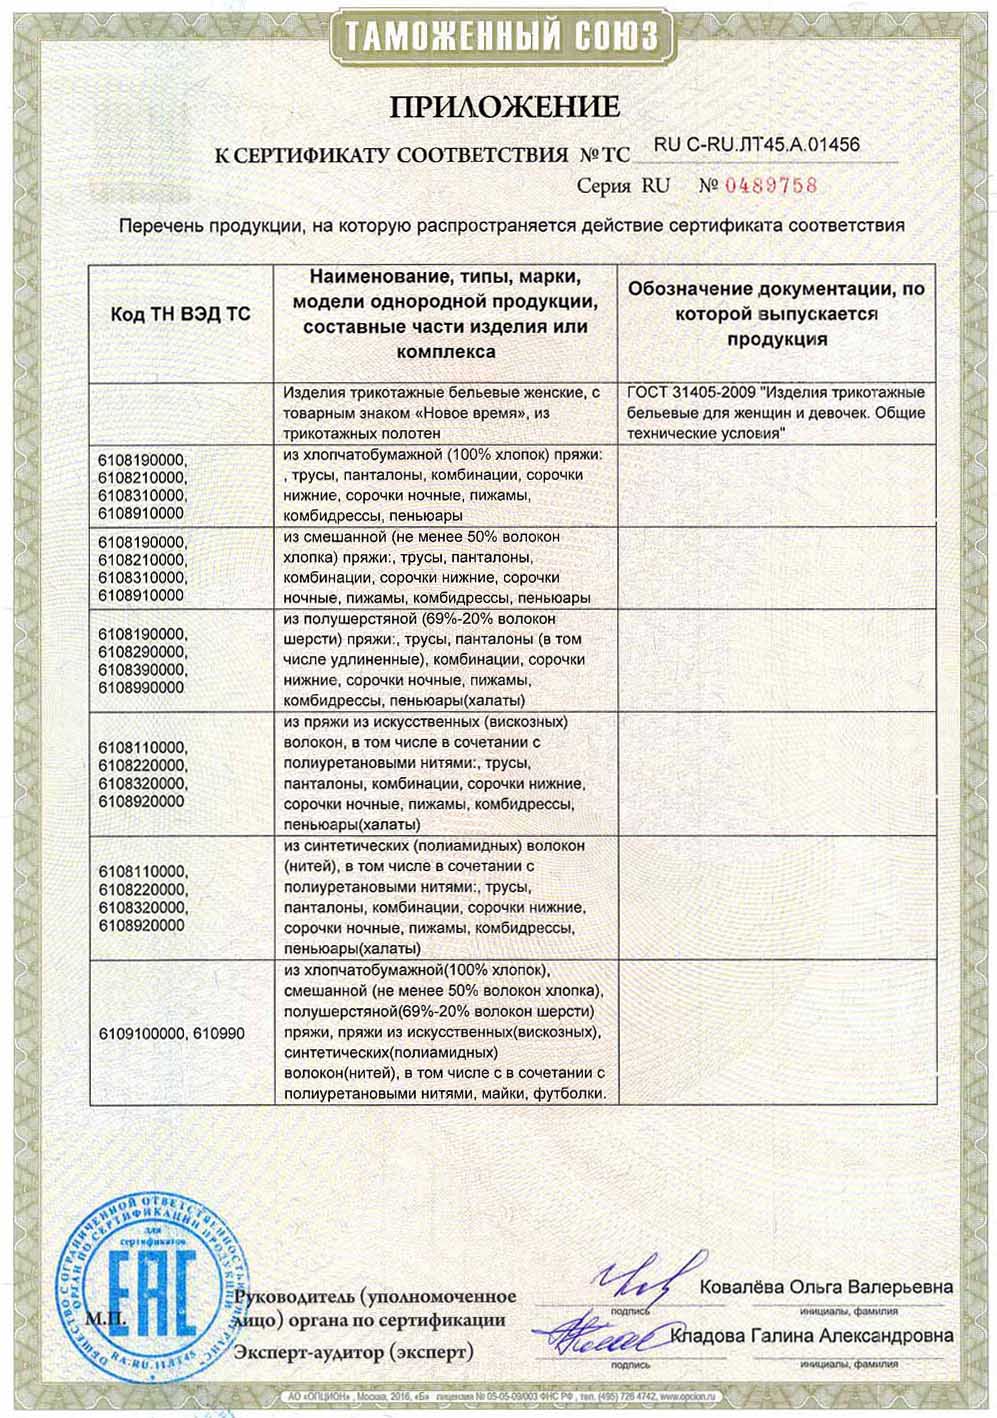 ТАМОЖЕННЫЙ СОЮЗ
ПРИЛОЖЕНИЕ
К СЕРТИФИКАТУ СООТВЕТСТВИЯ № ТС RU C-RU.ЛТ45.А.01456
Серия RU № 0489758
Перечень продукции, на которую распространяется действие сертификата соответствия
Код ТН ВЭД ТС
Наименование, типы, марки,
модели однородной продукции,
составные части изделия или
комплекса
Обозначение документации, по
которой выпускается
продукция
Изделия трикотажные бельевые женские, с
товарным знаком «Новое время», из
трикотажных полотен
ГОСТ 31405-2009 "Изделия трикотажные
бельевые для женщин и девочек. Общие
технические условия"
6108190000,
6108210000,
6108310000,
6108910000
из хлопчатобумажной (100% хлопок) пряжи:
, трусы, панталоны, комбинации, сорочки
нижние, сорочки ночные, пижамы,
комбидрессы, пеньюары
6108190000,
6108210000,
6108310000,
6108910000
из смешанной (не менее 50% волокон
хлопка) пряжи:, трусы, панталоны,
комбинации, сорочки нижние, сорочки
ночные, пижамы, комбидрессы, пеньюары
6108190000,
6108290000,
6108390000,
6108990000
из полушерстяной (69%-20% волокон
шерсти) пряжи:, трусы, панталоны (в том
числе удлиненные), комбинации, сорочки
нижние, сорочки ночные, пижамы,
комбидрессы, пеньюары(халаты)
6108110000,
6108220000,
6108320000,
6108920000
из пряжи из искусственных (вискозных)
волокон, в том числе в сочетании с
полиуретановыми нитями:, трусы,
панталоны, комбинации, сорочки нижние,
сорочки ночные, пижамы, комбидрессы,
пеньюары(халаты)
6108110000,
6108220000,
6108320000,
6108920000
из синтетических (полиамидных) волокон
(нитей), в том числе в сочетании с
полиуретановыми нитями:, трусы,
панталоны, комбинации, сорочки нижние,
сорочки ночные, пижамы, комбидрессы,
пеньюары(халаты)
6109100000, 610990
из хлопчатобумажной(100% хлопок),
смешанной (не менее 50% волокон хлопка),
полушерстяной(69%-20% волокон шерсти)
пряжи, пряжи из искусственных(вискозных),
синтетических(полиамидных)
волокон(нитей), в том числе с в сочетании с
полиуретановыми нитями, майки, футболки.
ОБЩЕСТВО С ОГРАНИЧЕННОЙ ОТВЕТСТВЕННОСТЬЮ
ОРГАН ПО СЕРТИФИКАЦИИ ПРОДУКЦИИ
для
сертификатов
ЕАС
RA.RU.11ЛТ45
М.П.
Руководитель (уполномоченное
лицо) органа по сертификации
подпись
Ковалёва Ольга Валерьевна
инициалы, фамилия
Эксперт-аудитор (эксперт)
подпись
Кладова Галина Александровна
инициалы, фамилия
АО «ОПЦИОН», Москва, 2016, «Б» лицензия № 05-05-09/003 ФНС РФ, тел. (495) 726 4742, www.opcion.ru